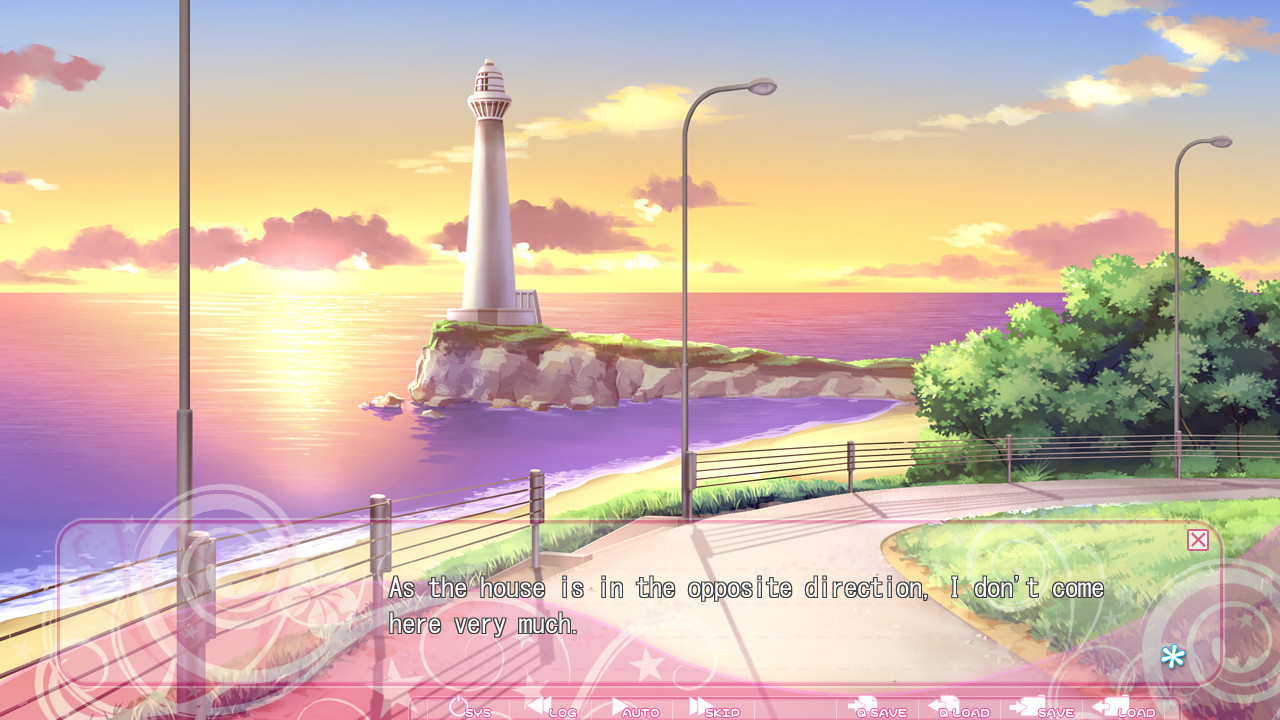 As the house is in the opposite direction, I don't come
here very much.
SYS LOG AUTO SKIP Q-SAVE Q-LOAD SAVE LOAD